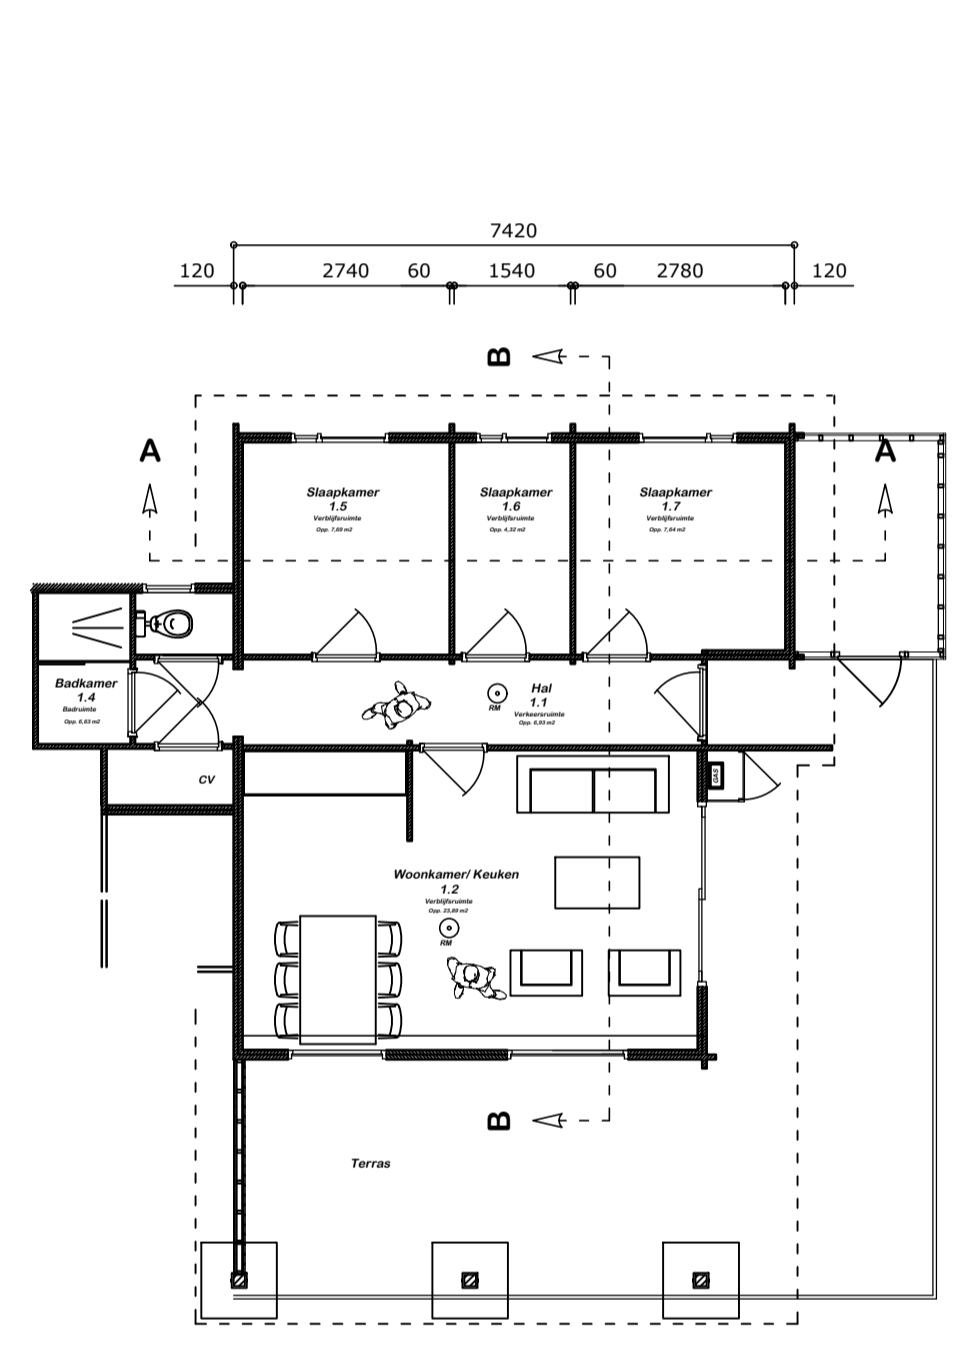 7420
120 2740 60 1540 60 2780 120
B
A A
Slaapkamer
1.5
Verblijfsruimte
Opp. 7,69 m2
Slaapkamer
1.6
Verblijfsruimte
Opp. 4,32 m2
Slaapkamer
1.7
Verblijfsruimte
Opp. 7,64 m2
Badkamer
1.4
Badruimte
Opp. 6,63 m2
RM
Hal
1.1
Verkeersruimte
Opp. 6,93 m2
CV
GAS
Woonkamer/ Keuken
1.2
Verblijfsruimte
Opp. 23,89 m2
RM
B
Terras